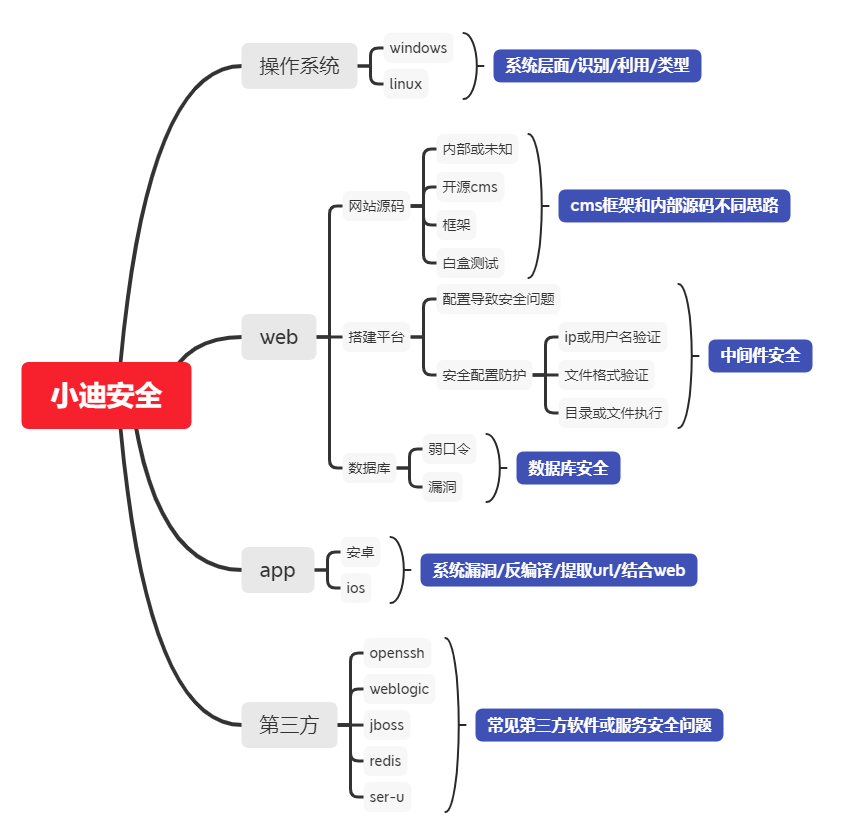 小迪安全
操作系统
windows
linux
系统层面/识别/利用/类型
web
网站源码
内部或未知
开源cms
框架
白盒测试
cms框架和内部源码不同思路
搭建平台
配置导致安全问题
安全配置防护
ip或用户名验证
文件格式验证
目录或文件执行
中间件安全
数据库
弱口令
漏洞
数据库安全
app
安卓
ios
系统漏洞/反编译/提取url/结合web
第三方
openssh
weblogic
jboss
redis
ser-u
常见第三方软件或服务安全问题